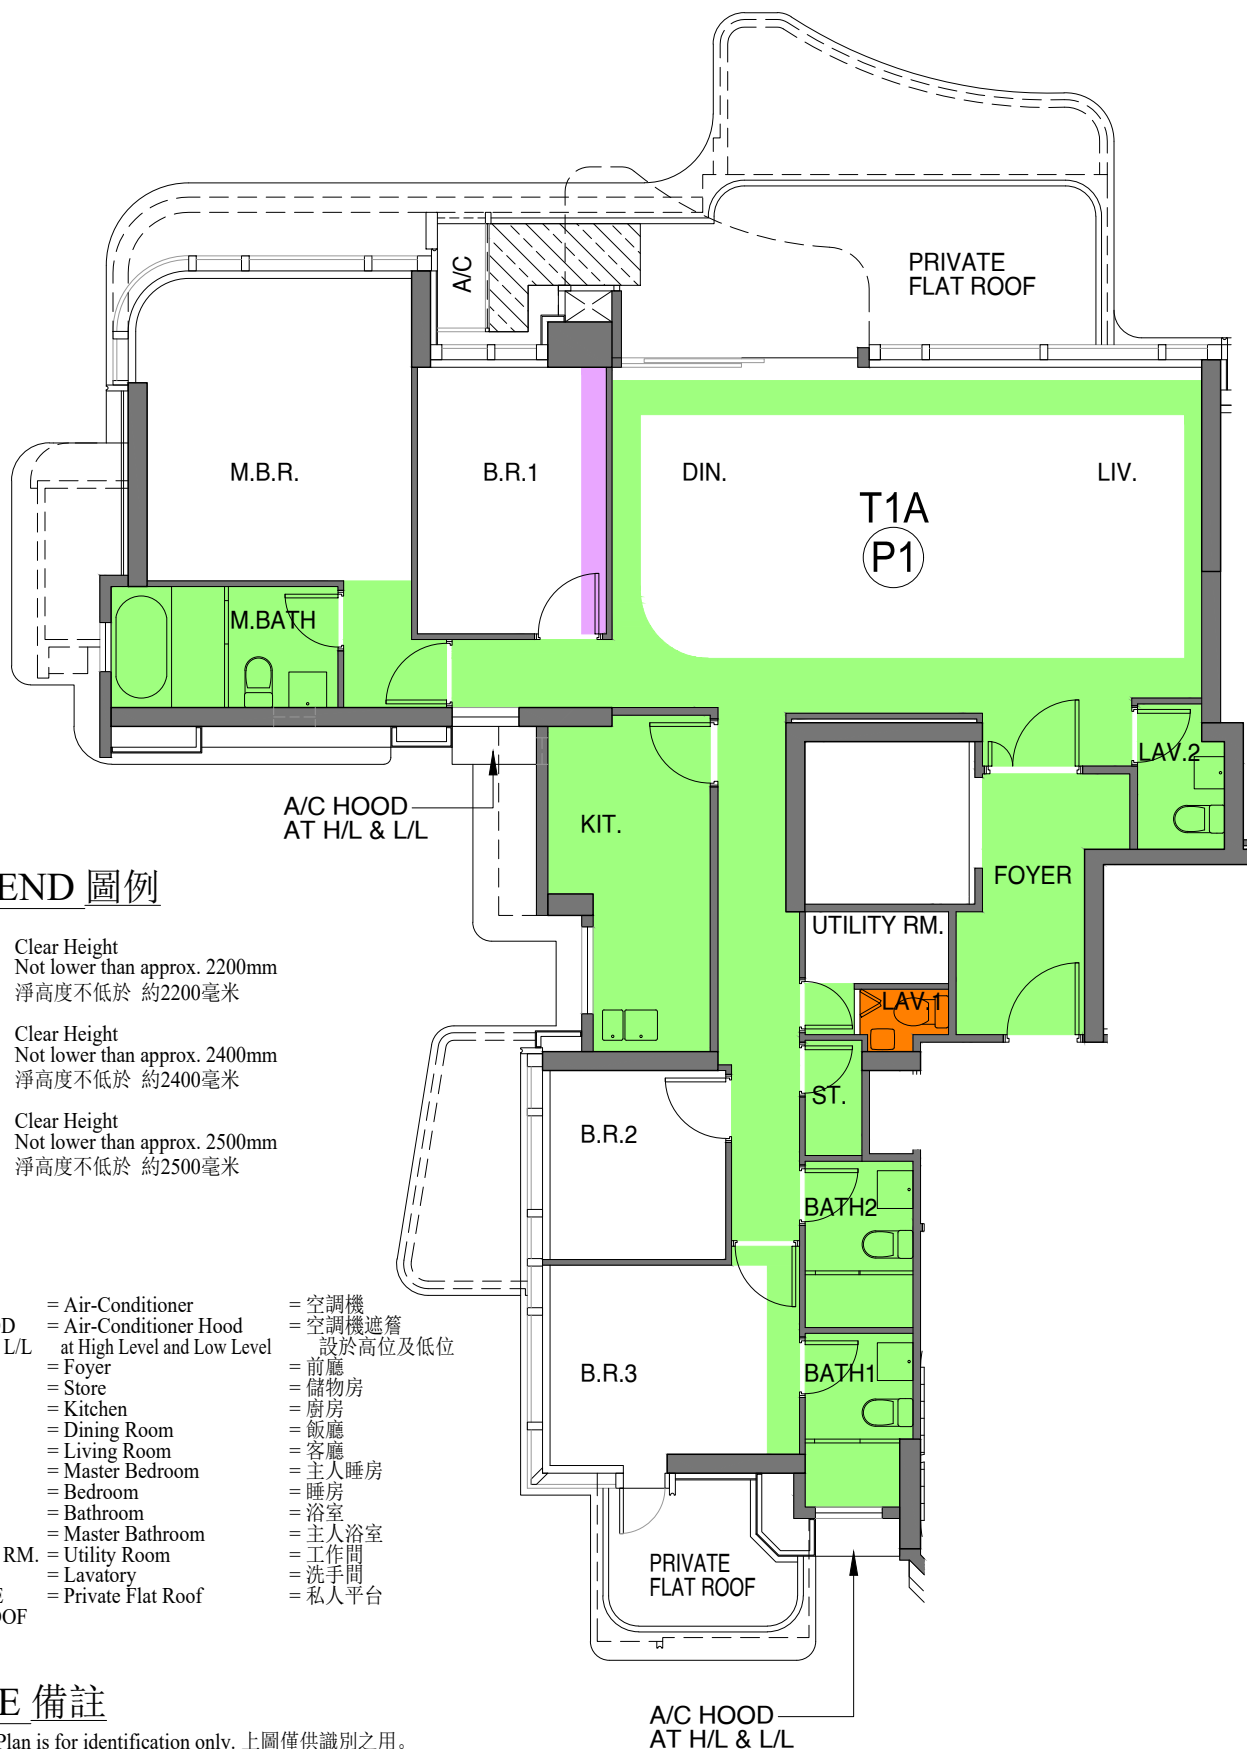 PRIVATE
FLAT ROOF
A/C
M.B.R.
B.R.1
DIN.
LIV.
T1A
P1
M.BATH
LAV.2
A/C HOOD
AT H/L & L/L
KIT.
FOYER
UTILITY RM.
LAV.1
ST.
B.R.2
BATH2
B.R.3
BATH1
PRIVATE
FLAT ROOF
A/C HOOD
AT H/L & L/L
END 圖例
Clear Height
Not lower than approx. 2200mm
淨高度不低於 約2200毫米
Clear Height
Not lower than approx. 2400mm
淨高度不低於 約2400毫米
Clear Height
Not lower than approx. 2500mm
淨高度不低於 約2500毫米
= Air-Conditioner = 空調機
D = Air-Conditioner Hood = 空調機遮簷
L/L at High Level and Low Level 設於高位及低位
= Foyer = 前廳
= Store = 儲物房
= Kitchen = 廚房
= Dining Room = 飯廳
= Living Room = 客廳
= Master Bedroom = 主人睡房
= Bedroom = 睡房
= Bathroom = 浴室
= Master Bathroom = 主人浴室
RM. = Utility Room = 工作間
= Lavatory = 洗手間
E = Private Flat Roof = 私人平台
OOF
E 備註
Plan is for identification only. 上圖僅供識別之用。